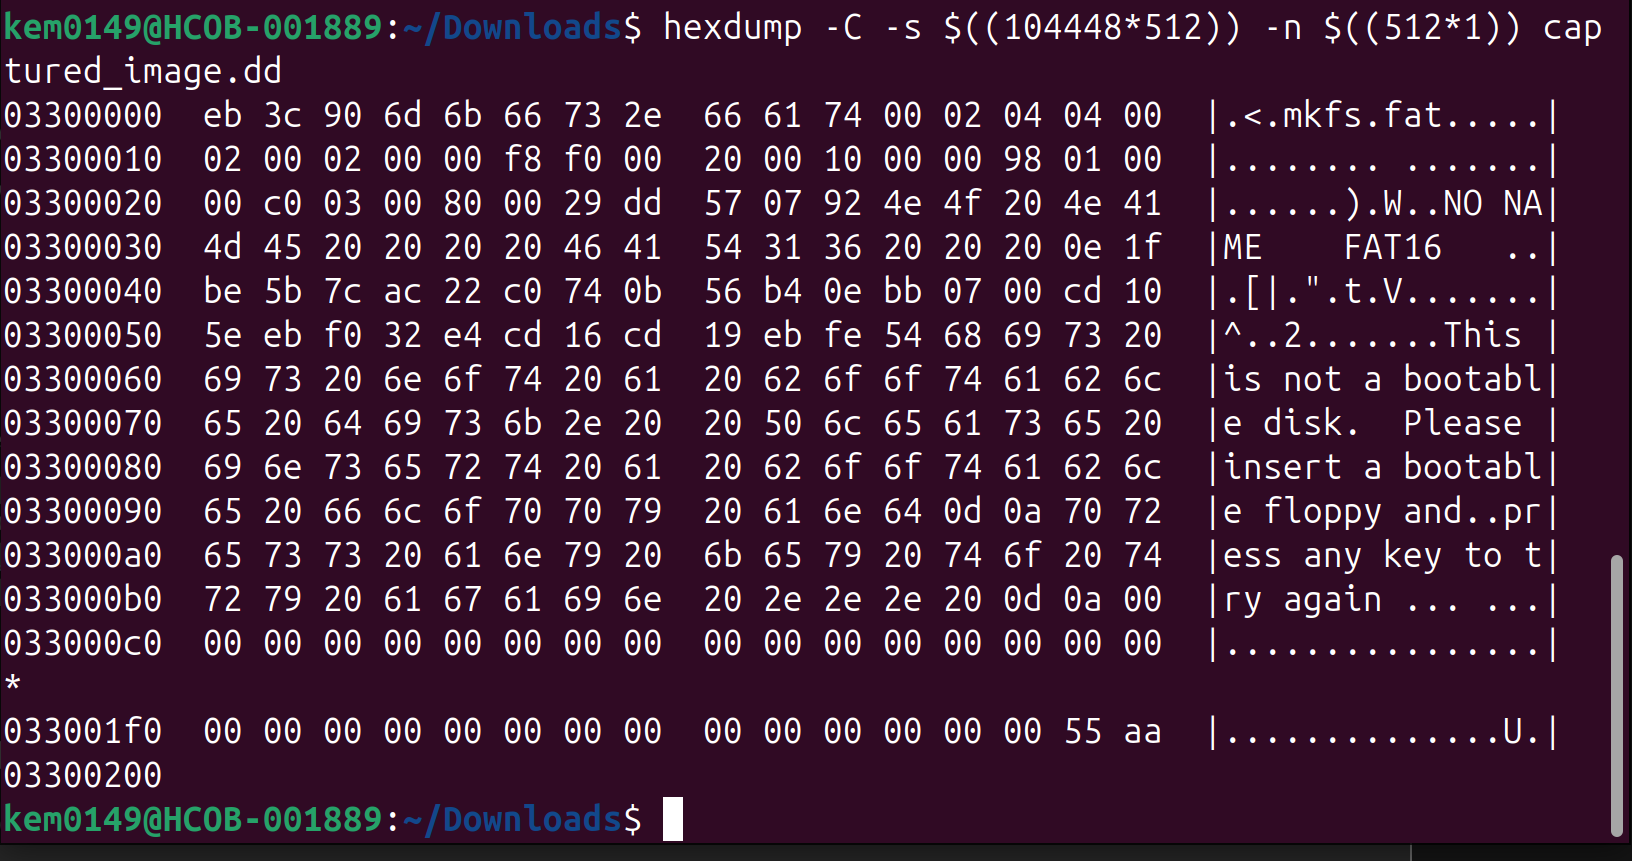 kem0149@HCOB-001889:~/Downloads$ hexdump -C -s $((104448*512)) -n $((512*1)) cap
tured_image.dd
03300000  eb 3c 90 6d 6b 66 73 2e  66 61 74 00 02 04 04 00  |.<.mkfs.fat.....|
03300010  02 00 02 00 00 f8 f0 00  20 00 10 00 00 98 01 00  |........ .......|
03300020  00 c0 03 00 80 00 29 dd  57 07 92 4e 4f 20 4e 41  |......).W..NO NA|
03300030  4d 45 20 20 20 20 46 41  54 31 36 20 20 20 0e 1f  |ME    FAT16   ..|
03300040  be 5b 7c ac 22 c0 74 0b  56 b4 0e bb 07 00 cd 10  |.[|.".t.V.......|
03300050  5e eb f0 32 e4 cd 16 cd  19 eb fe 54 68 69 73 20  |^..2.......This |
03300060  69 73 20 6e 6f 74 20 61  20 62 6f 6f 74 61 62 6c  |is not a bootabl|
03300070  65 20 64 69 73 6b 2e 20  20 50 6c 65 61 73 65 20  |e disk.  Please |
03300080  69 6e 73 65 72 74 20 61  20 62 6f 6f 74 61 62 6c  |insert a bootabl|
03300090  65 20 66 6c 6f 70 70 79  20 61 6e 64 0d 0a 70 72  |e floppy and..pr|
033000a0  65 73 73 20 61 6e 79 20  6b 65 79 20 74 6f 20 74  |ess any key to t|
033000b0  72 79 20 61 67 61 69 6e  20 2e 2e 2e 20 0d 0a 00  |ry again ... ...|
033000c0  00 00 00 00 00 00 00 00  00 00 00 00 00 00 00 00  |................|
*
033001f0  00 00 00 00 00 00 00 00  00 00 00 00 00 00 55 aa  |..............U.|
03300200
kem0149@HCOB-001889:~/Downloads$